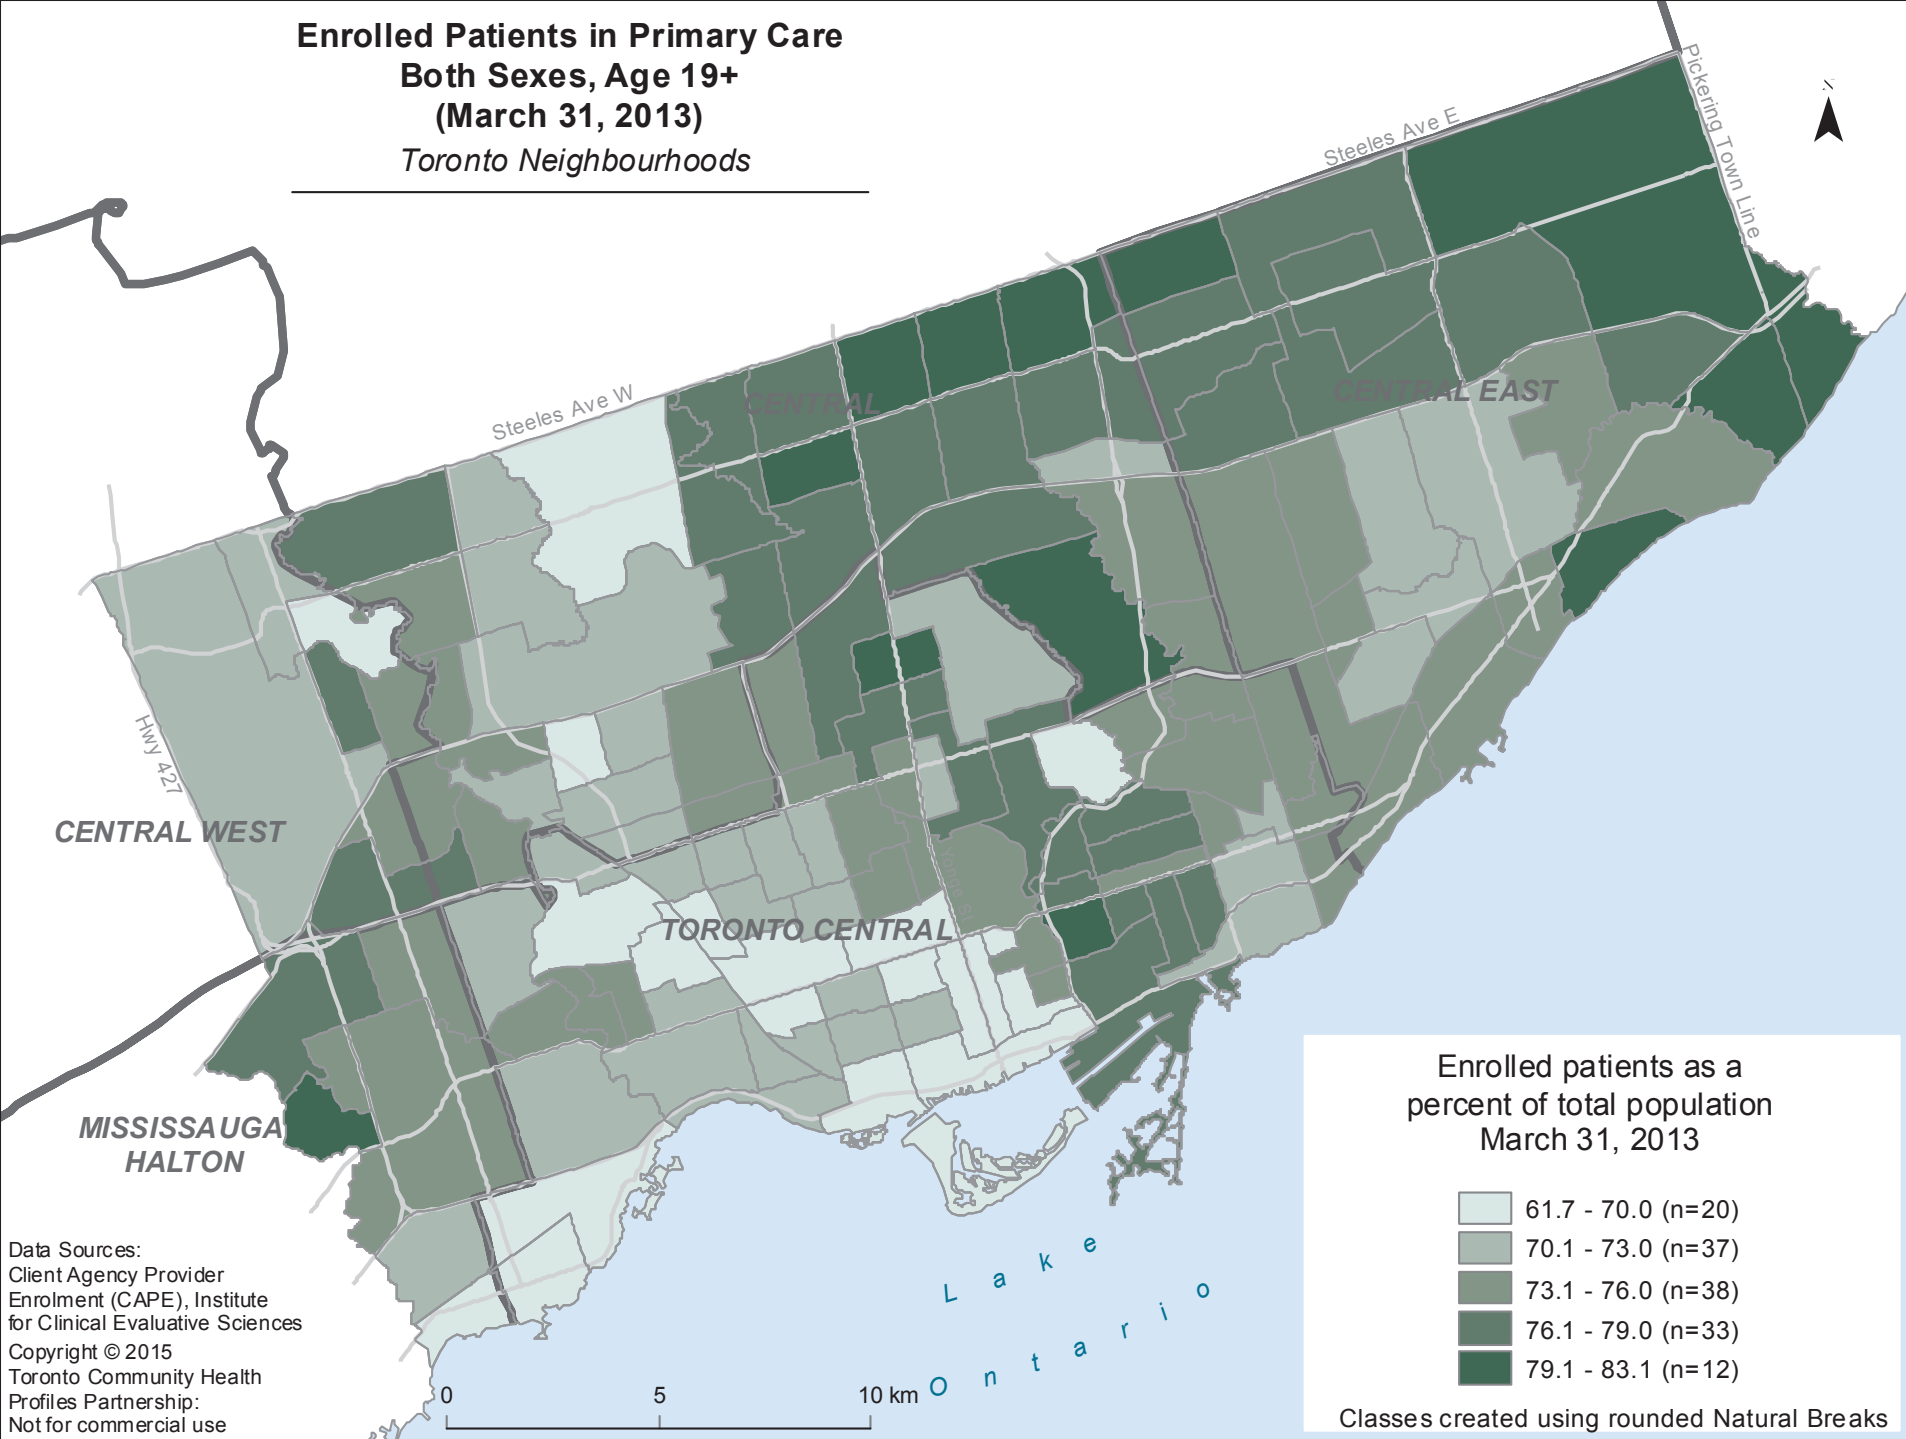 Enrolled Patients in Primary Care
Both Sexes, Age 19+
(March 31, 2013)
Toronto Neighbourhoods
N
Pickering Town Line
Steeles Ave E
Steeles Ave W
CENTRAL
CENTRAL EAST
Hwy 427
CENTRAL WEST
Yonge St
TORONTO CENTRAL
MISSISSAUGA
HALTON
Lake
Ontario
Enrolled patients as a
percent of total population
March 31, 2013
61.7 - 70.0 (n=20)
70.1 - 73.0 (n=37)
73.1 - 76.0 (n=38)
76.1 - 79.0 (n=33)
79.1 - 83.1 (n=12)
Classes created using rounded Natural Breaks
Data Sources:
Client Agency Provider
Enrolment (CAPE), Institute
for Clinical Evaluative Sciences
Copyright © 2015
Toronto Community Health
Profiles Partnership:
Not for commercial use
0 5 10 km